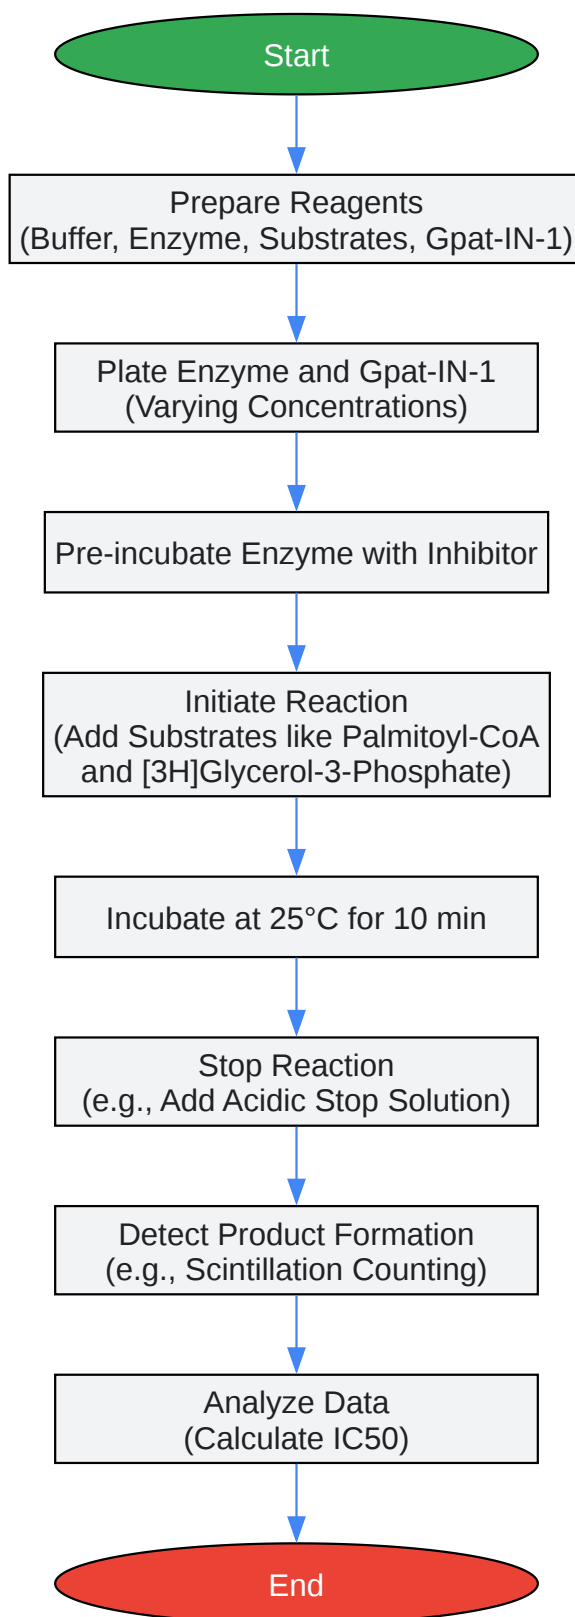 Start
Prepare Reagents
(Buffer, Enzyme, Substrates, Gpat-IN-1)
Plate Enzyme and Gpat-IN-1
(Varying Concentrations)
Pre-incubate Enzyme with Inhibitor
Initiate Reaction
(Add Substrates like Palmitoyl-CoA
and [3H]Glycerol-3-Phosphate)
Incubate at 25°C for 10 min
Stop Reaction
(e.g., Add Acidic Stop Solution)
Detect Product Formation
(e.g., Scintillation Counting)
Analyze Data
(Calculate IC50)
End